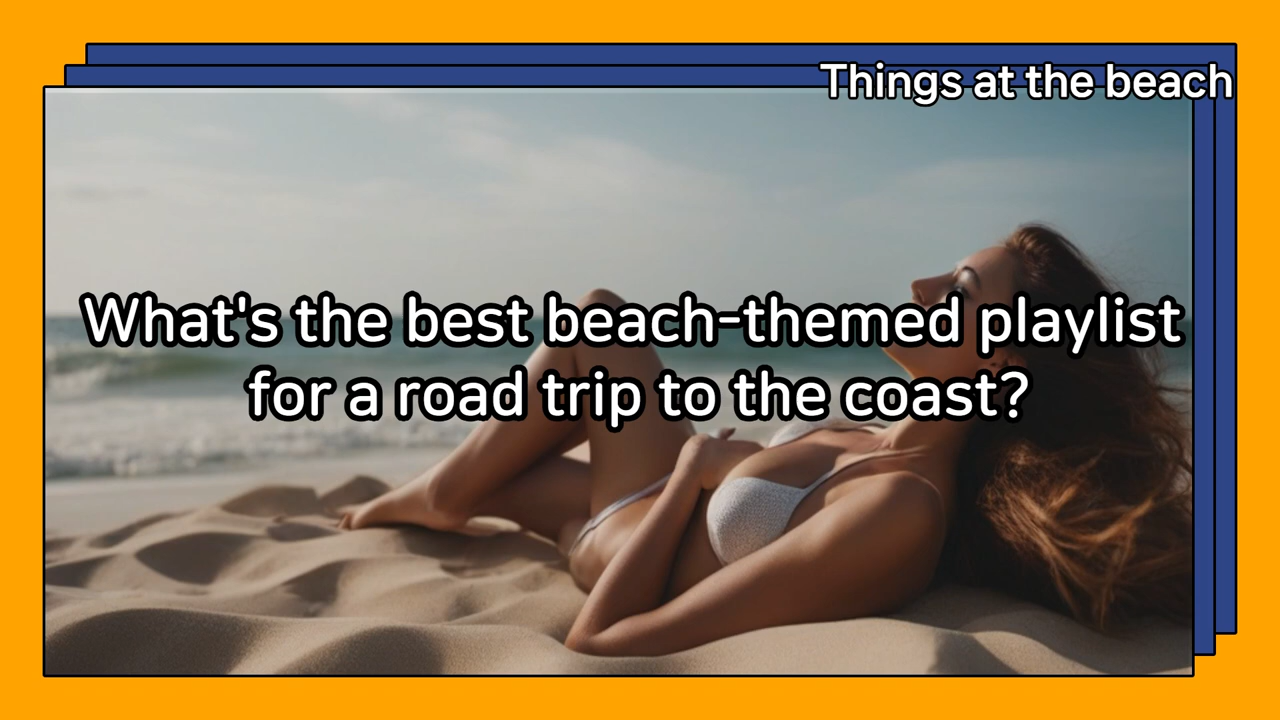 Things at the beach
What's the best beach-themed playlist
for a road trip to the coast?